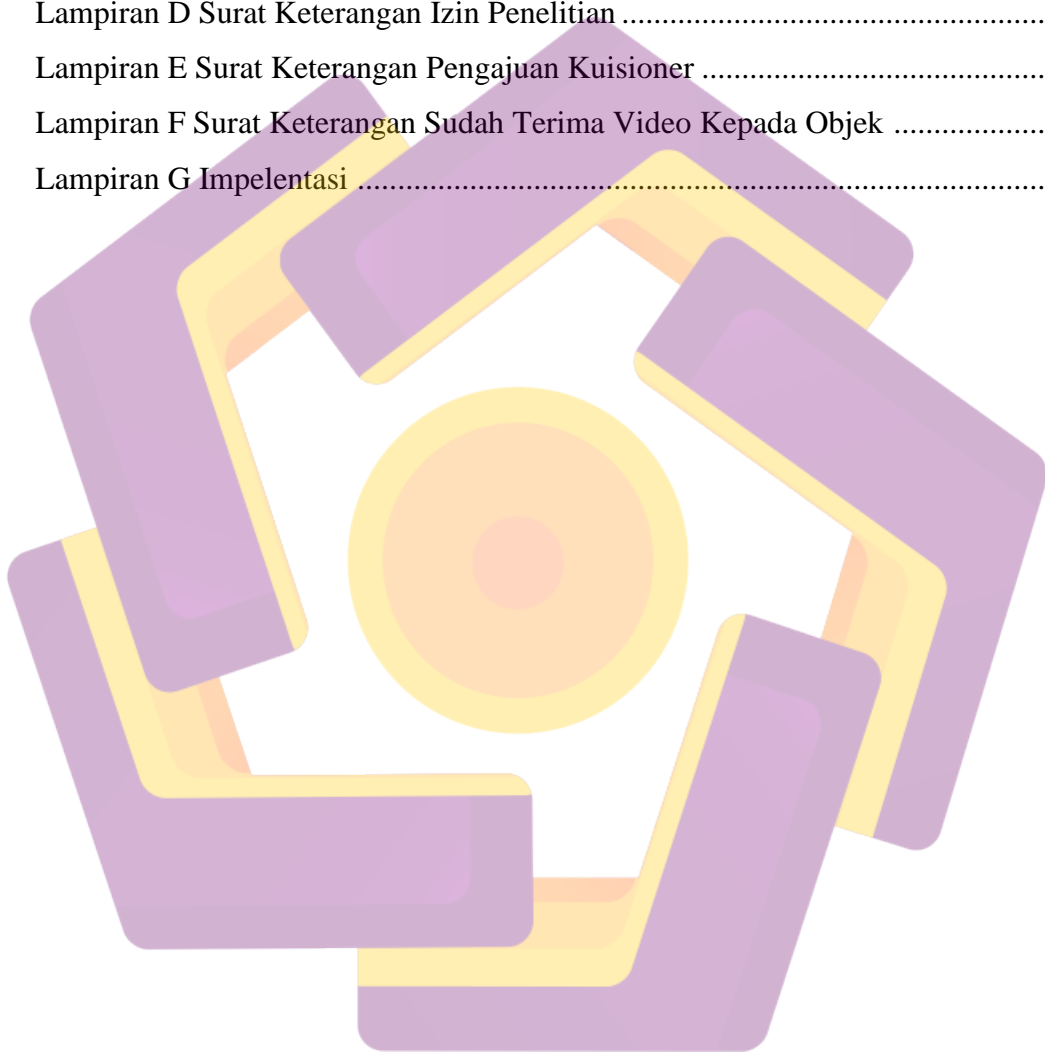 Lampiran D Surat Keterangan Izin Penelitian .....................................................
Lampiran E Surat Keterangan Pengajuan Kuisioner ...........................................
Lampiran F Surat Keterangan Sudah Terima Video Kepada Objek ...................
Lampiran G Impelentasi ......................................................................................